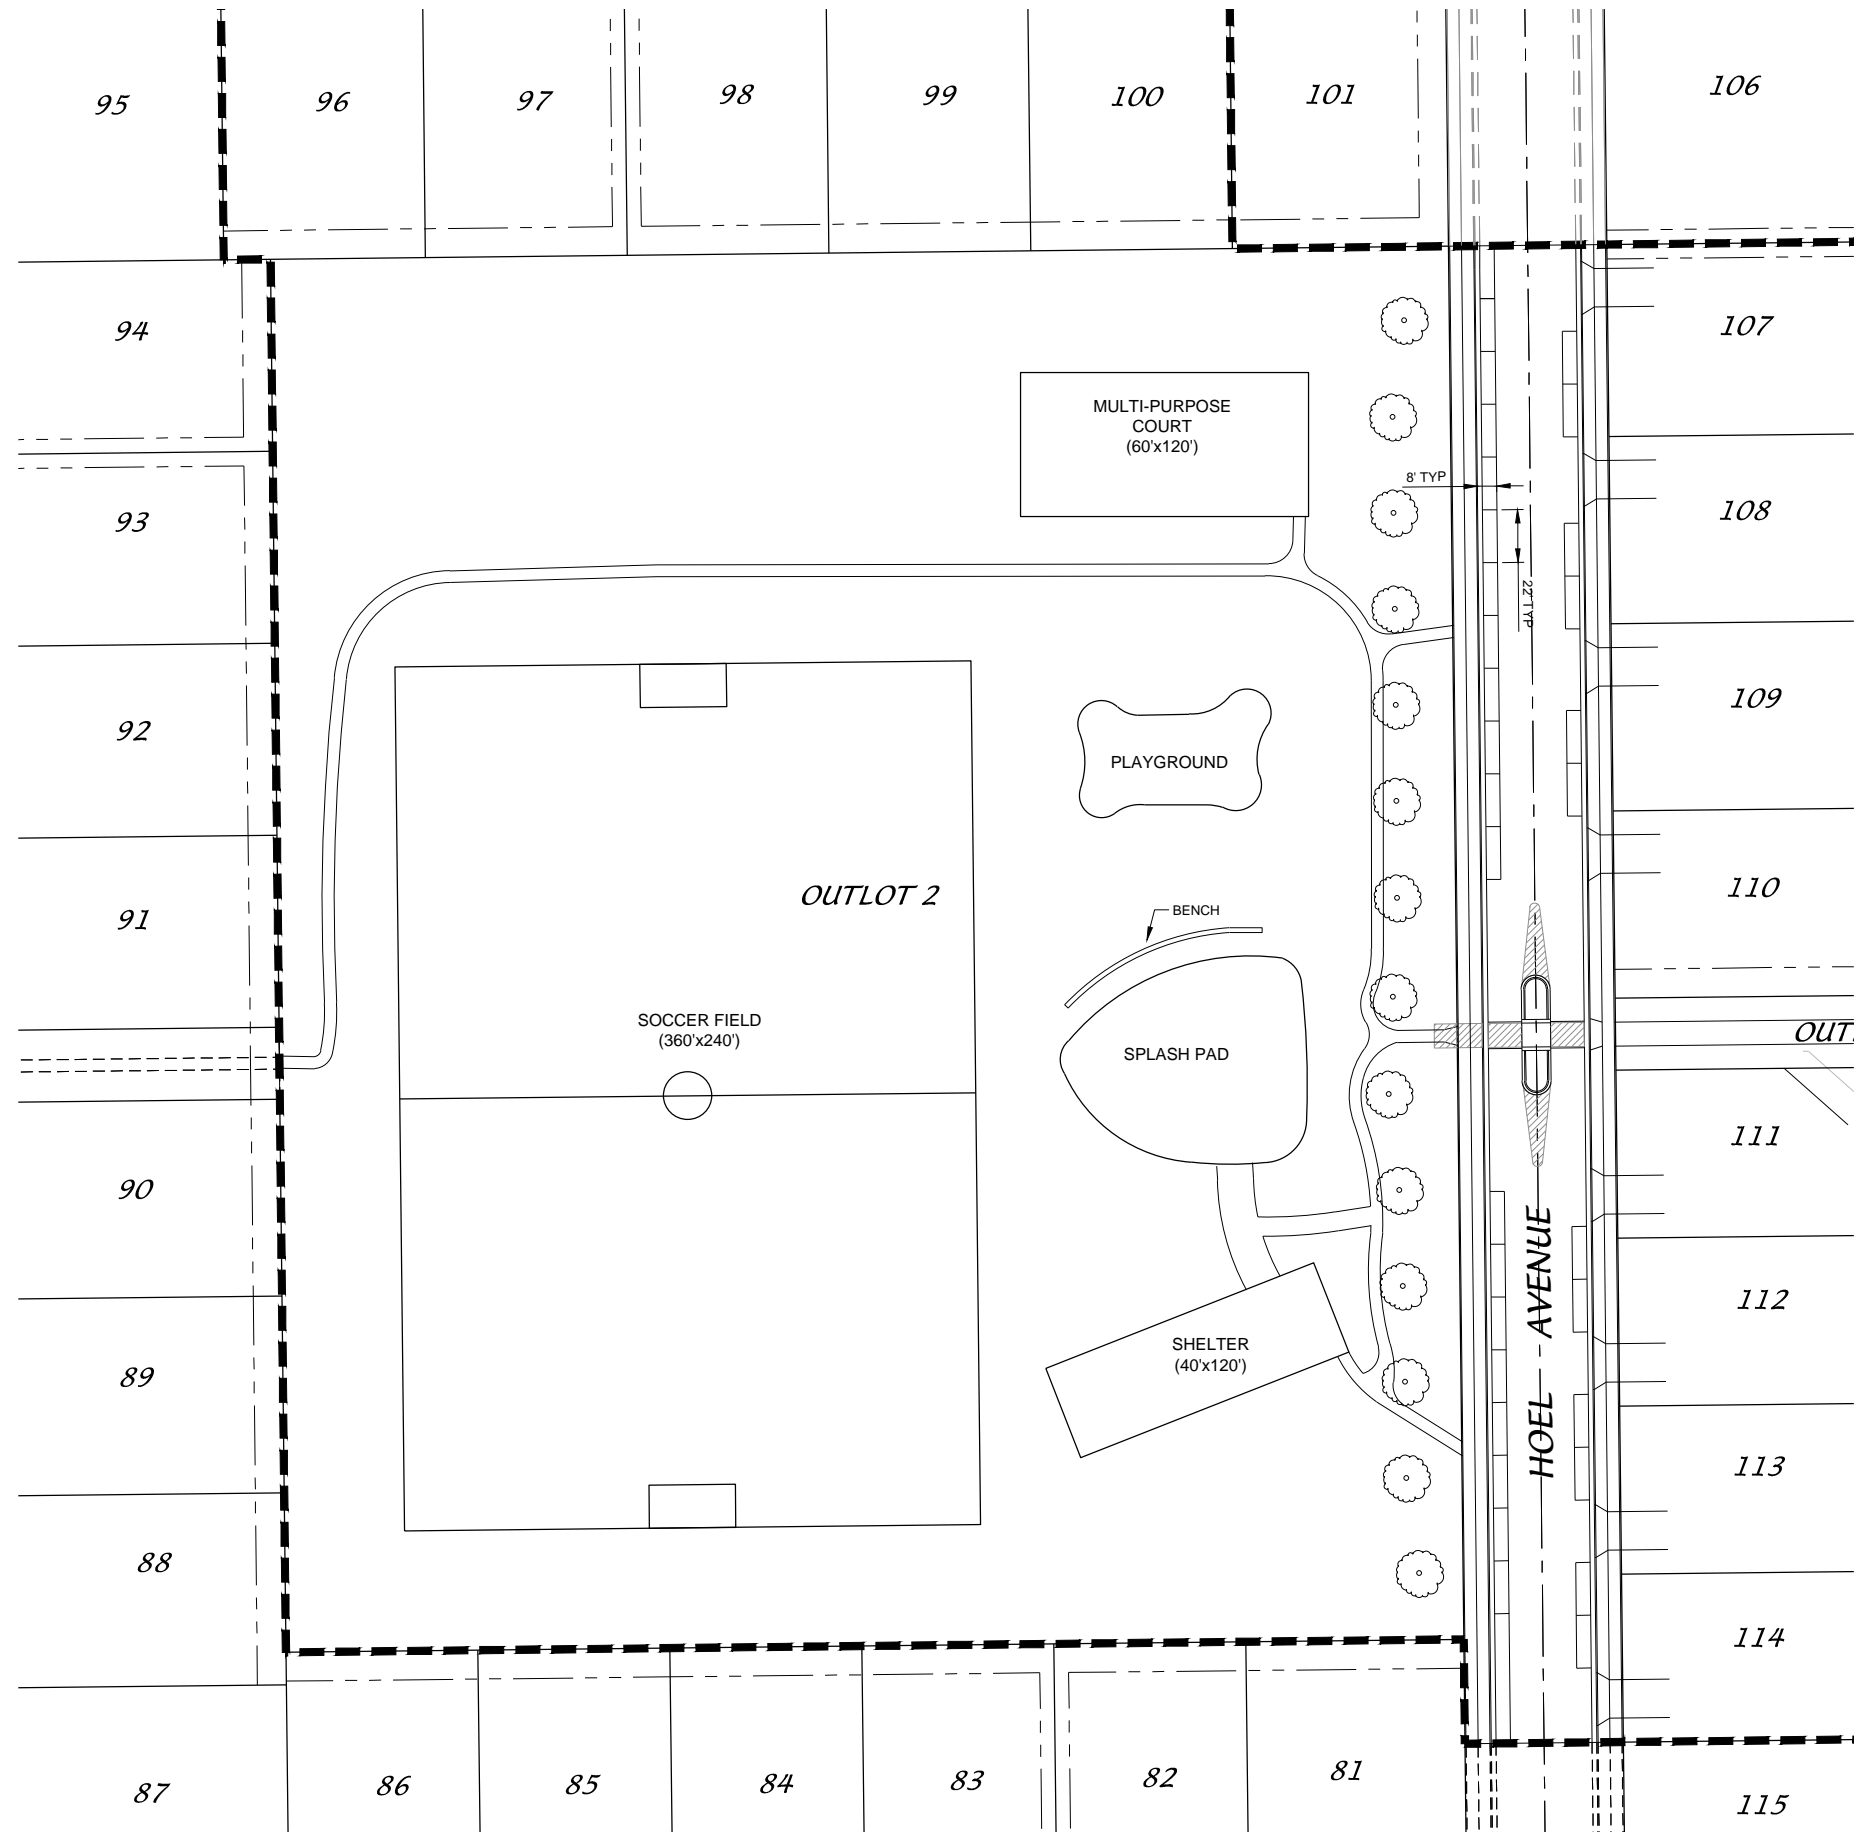 95
96
97
98
99
100
101
106
94
107
MULTI-PURPOSE
COURT
(60'x120')
8' TYP
93
108
22' TYP
92
109
PLAYGROUND
OUTLOT 2
110
91
BENCH
SOCCER FIELD
(360'x240')
SPLASH PAD
OUT
90
111
HOEL AVENUE
112
89
SHELTER
(40'x120')
113
88
114
87
86
85
84
83
82
81
115